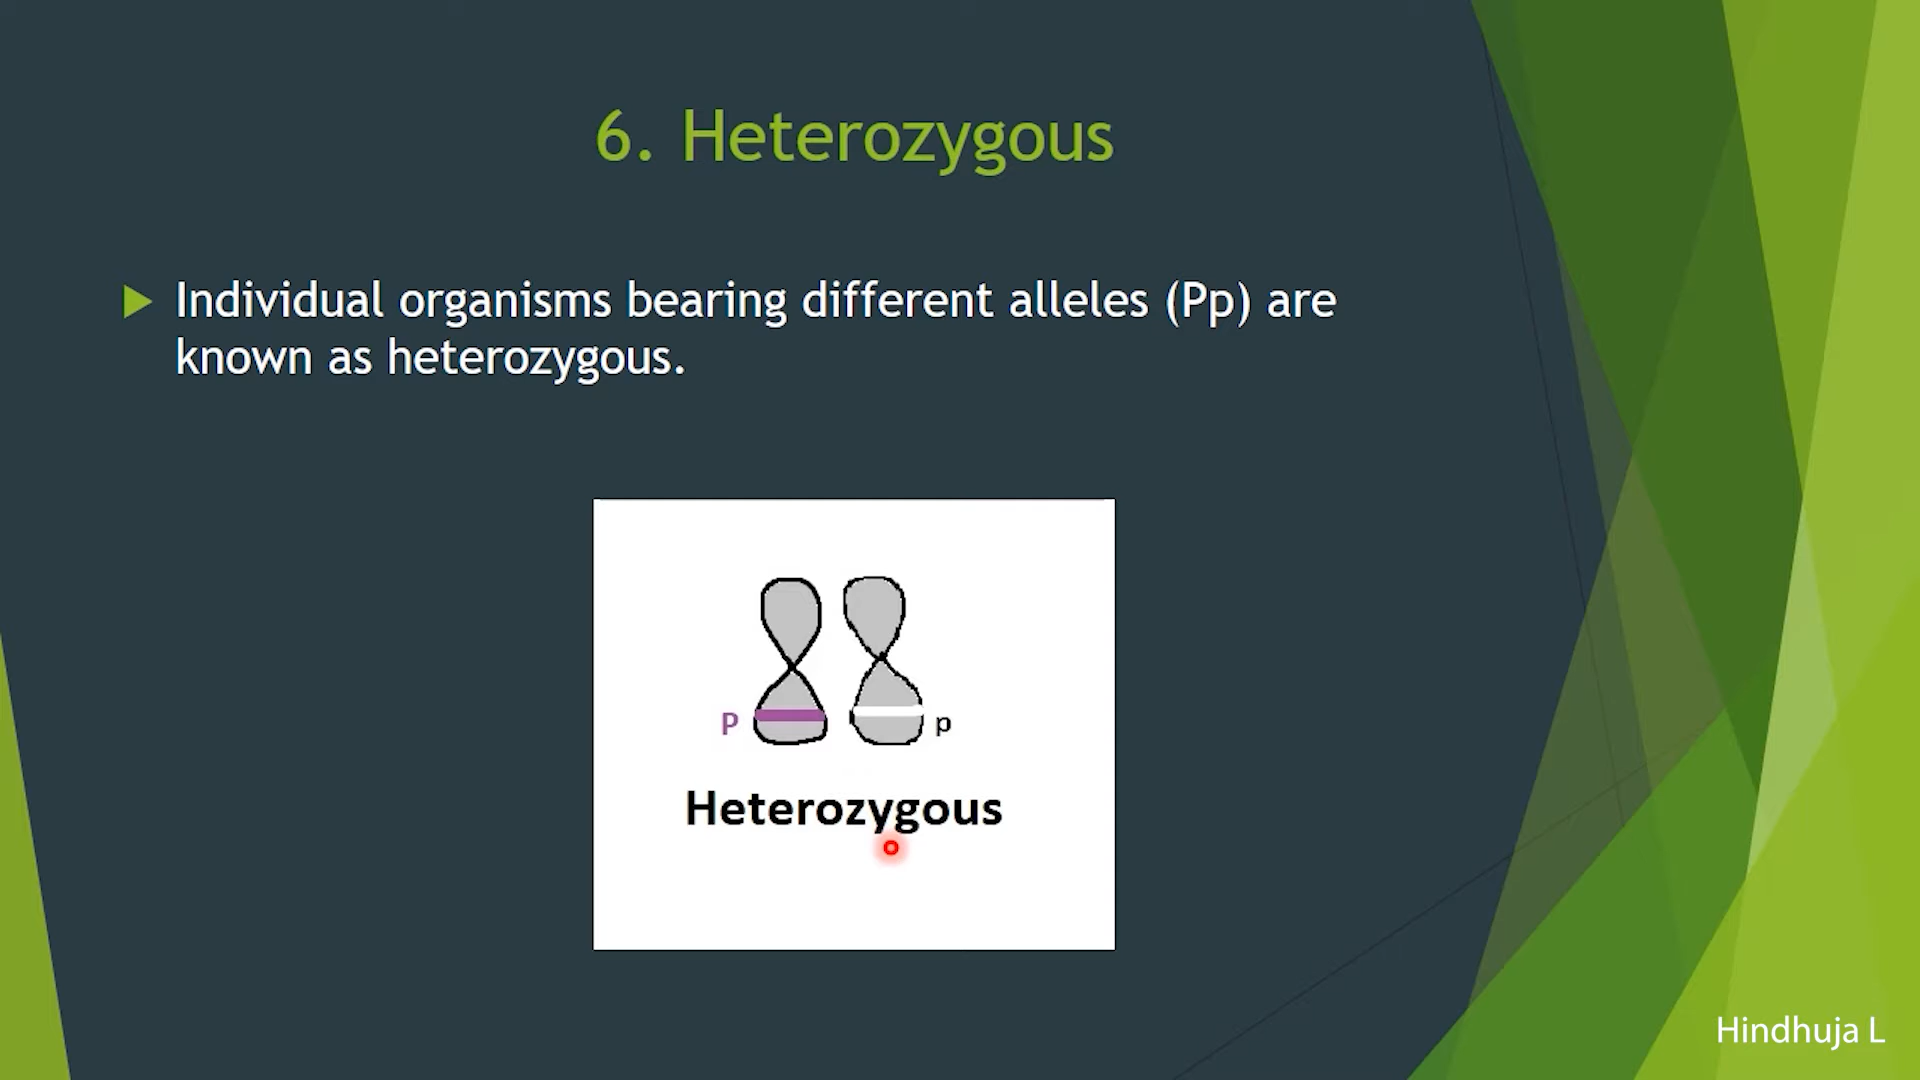 6. Heterozygous
Individual organisms bearing different alleles (Pp) are
known as heterozygous.
P p
Heterozygous
Hindhuja L